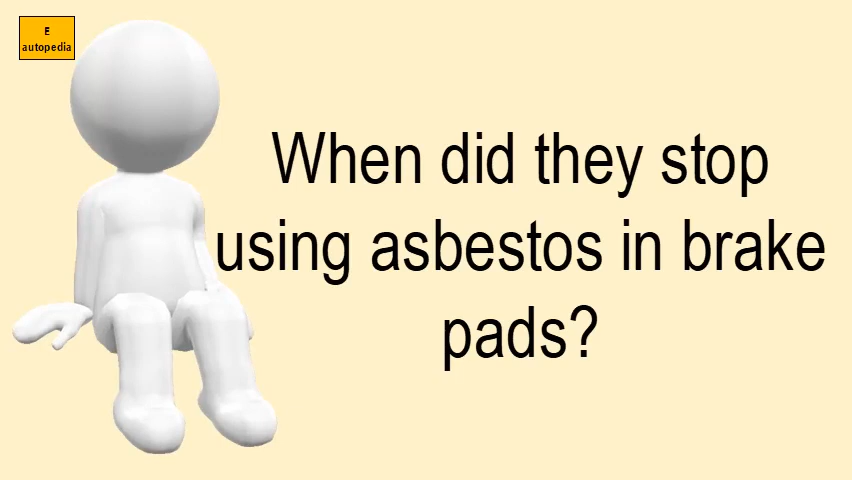 E
autopedia
When did they stop
using asbestos in brake
pads?